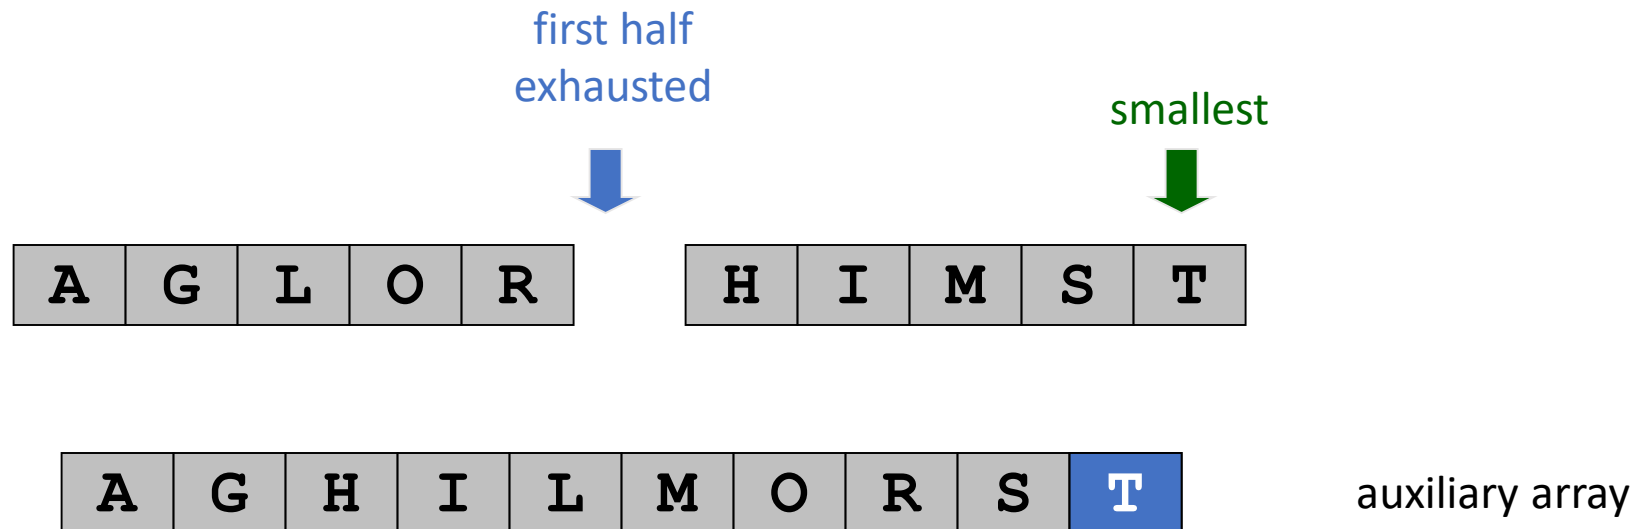 first half
exhausted
smallest
A G L O R H I M S T
A G H I L M O R S T auxiliary array